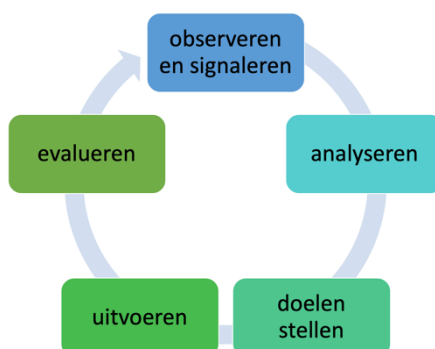 observeren
en signaleren
analyseren
doelen
stellen
uitvoeren
evalueren